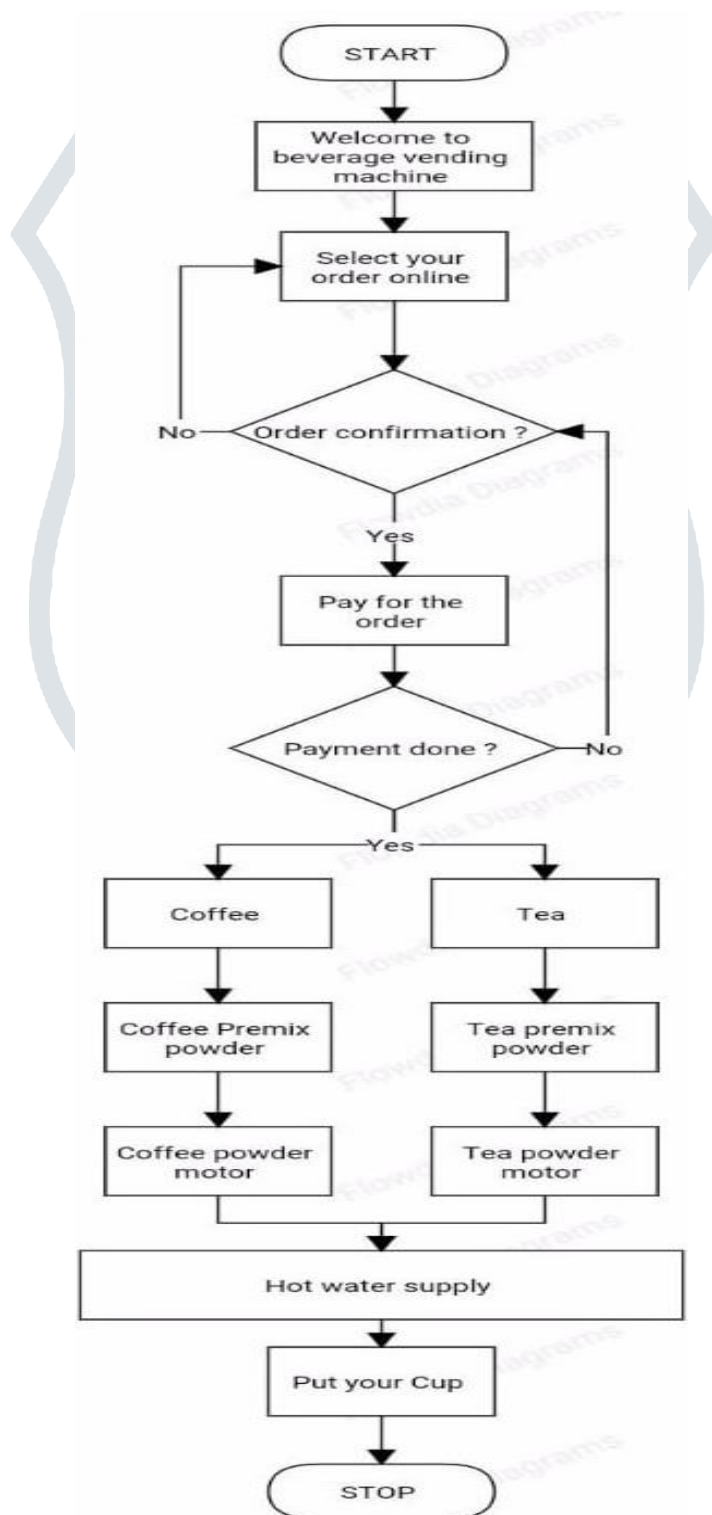 START
Welcome to
beverage vending
machine
Select your
order online
No
Order confirmation ?
Yes
Pay for the
order
Payment done ?
No
Yes
Coffee
Tea
Coffee Premix
powder
Tea premix
powder
Coffee powder
motor
Tea powder
motor
Hot water supply
Put your Cup
STOP
Flowdia Diagrams